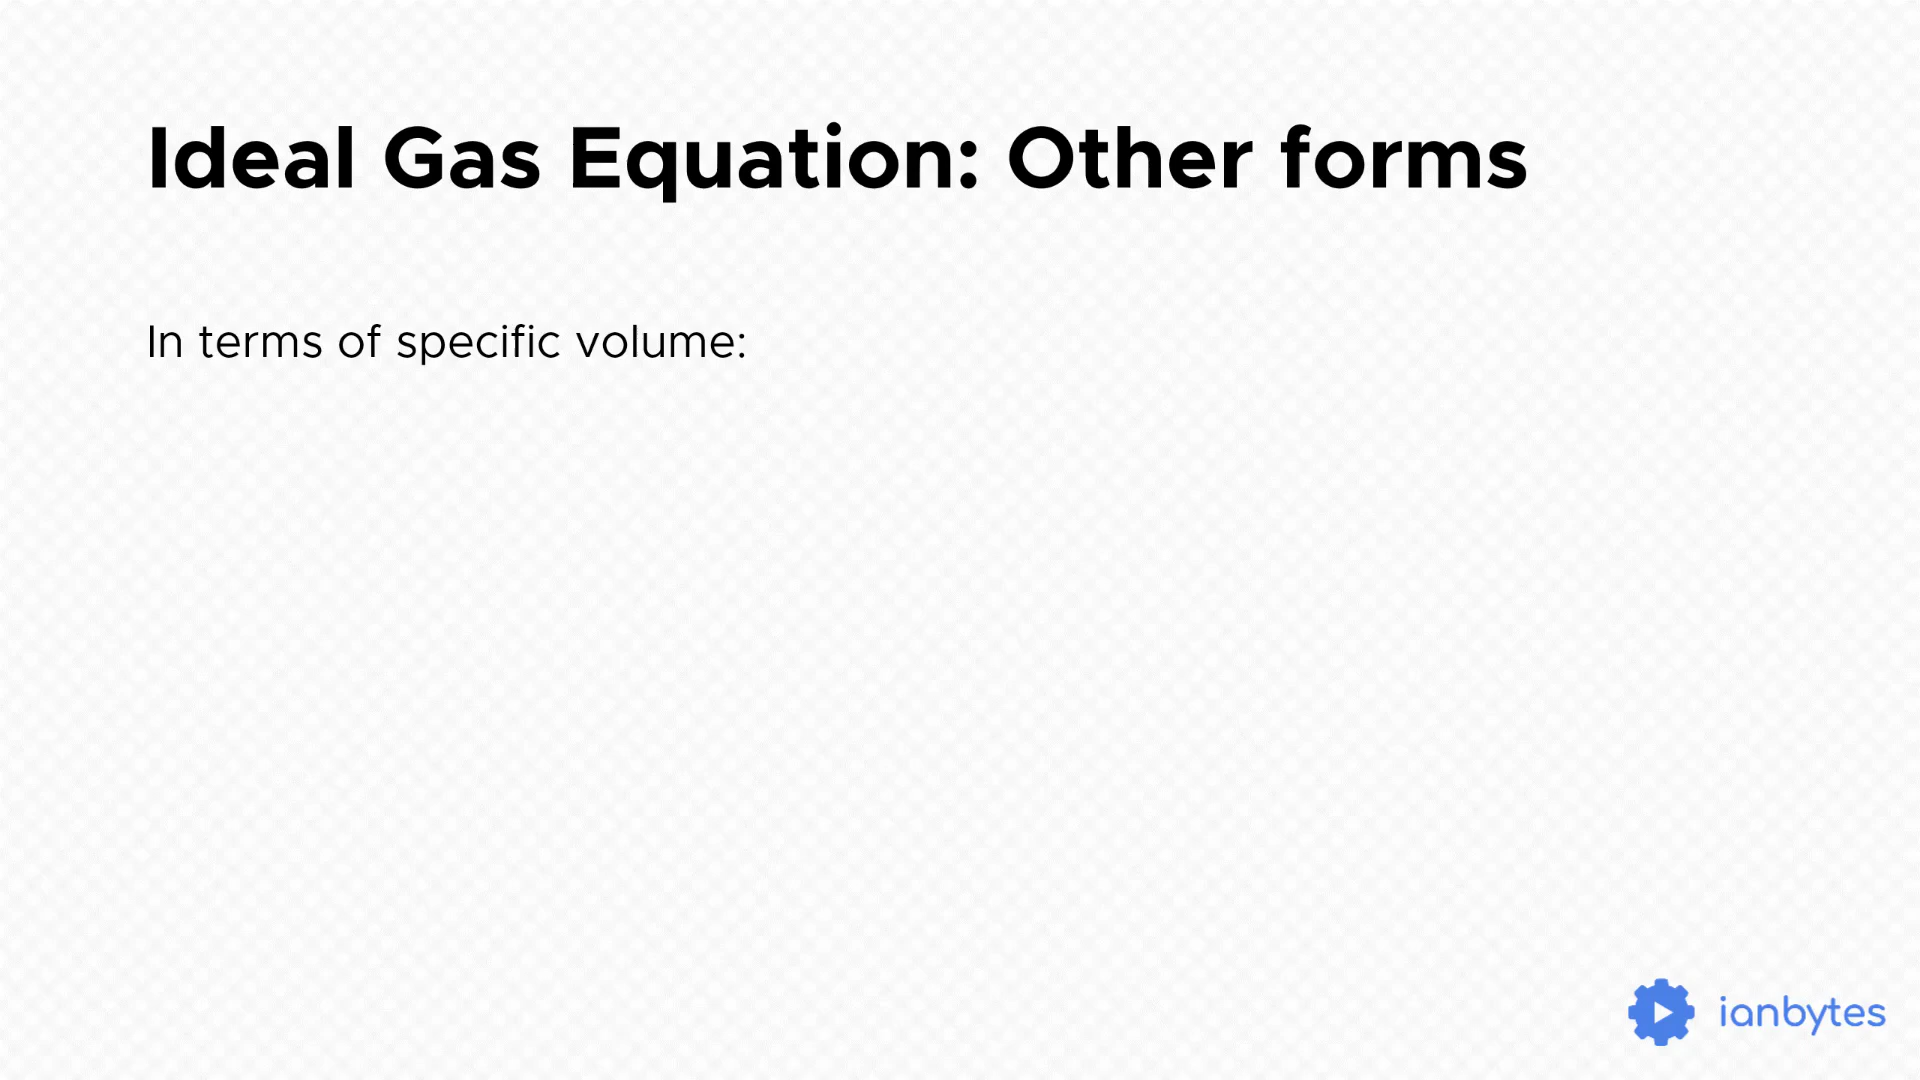 Ideal Gas Equation: Other forms
In terms of specific volume:
ianbytes